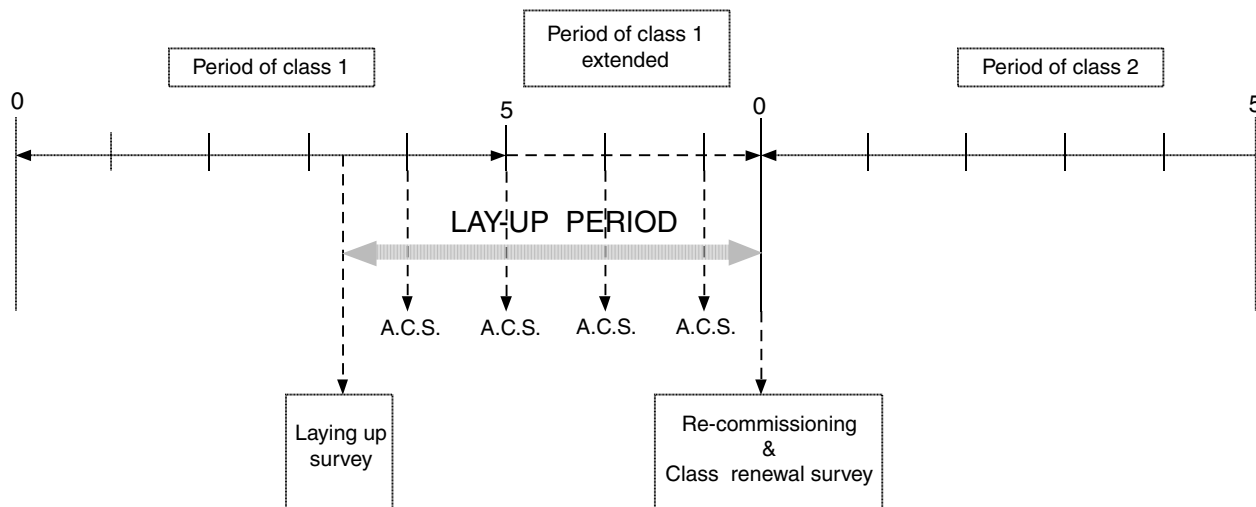 Period of class 1
Period of class 1
extended
Period of class 2
0
5
0
5
LAY-UP PERIOD
A.C.S.
A.C.S.
A.C.S.
A.C.S.
Laying up
survey
Re-commissioning
&
Class renewal survey